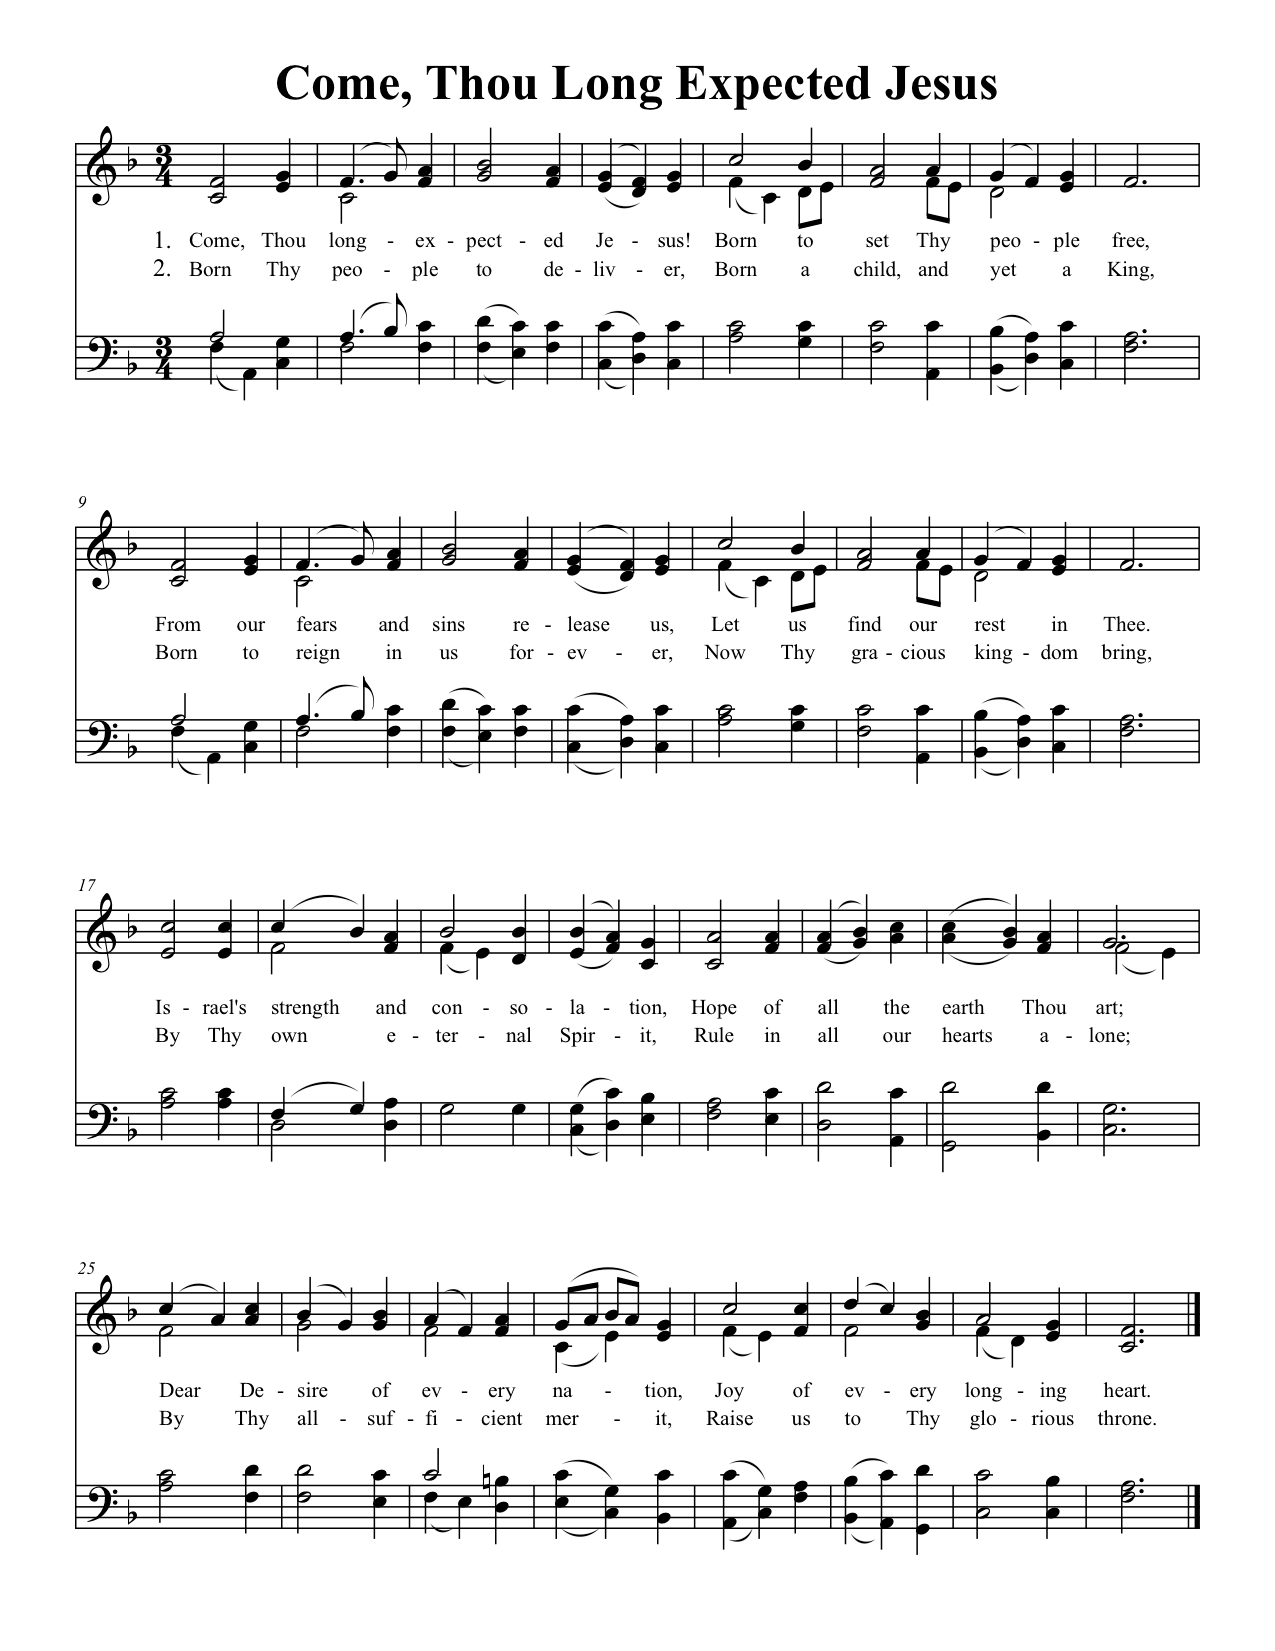 Come, Thou Long Expected Jesus
3
4
1. Come, Thou long - ex - pect - ed Je - sus! Born to set Thy peo - ple free,
2. Born Thy peo - ple to de - liv - er, Born a child, and yet a King,
3
4
9
From our fears and sins re - lease us, Let us find our rest in Thee.
Born to reign in us for - ev - er, Now Thy gra - cious king - dom bring,
17
Is - rael's strength and con - so - la - tion, Hope of all the earth Thou art;
By Thy own e - ter - nal Spir - it, Rule in all our hearts a - lone;
25
Dear De - sire of ev - ery na - tion, Joy of ev - ery long - ing heart.
By Thy all - suf - fi - cient mer - it, Raise us to Thy glo - rious throne.